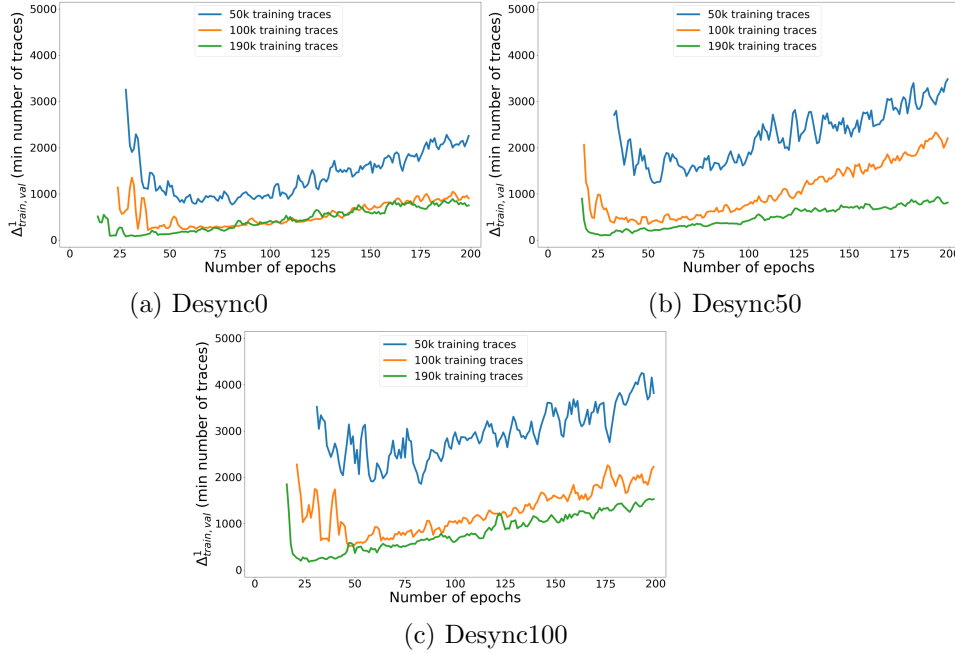 50k training traces
100k training traces
190k training traces
Δ¹train,val (min number of traces)
5000
4000
3000
2000
1000
0
0 25 50 75 100 125 150 175 200
Number of epochs
(a) Desync0
50k training traces
100k training traces
190k training traces
Δ¹train,val (min number of traces)
5000
4000
3000
2000
1000
0
0 25 50 75 100 125 150 175 200
Number of epochs
(b) Desync50
50k training traces
100k training traces
190k training traces
Δ¹train,val (min number of traces)
5000
4000
3000
2000
1000
0
0 25 50 75 100 125 150 175 200
Number of epochs
(c) Desync100